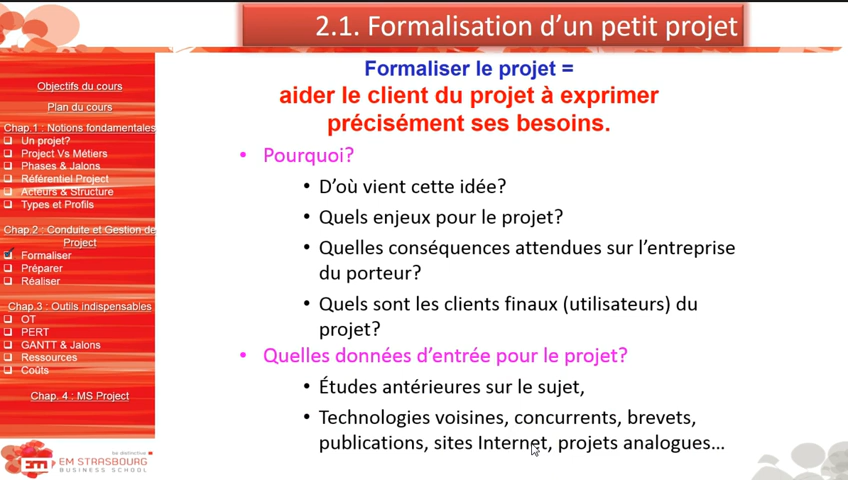 2.1. Formalisation d'un petit projet
Objectifs du cours
Plan du cours
Chap.1 : Notions fondamentales
Un projet?
Project Vs Métiers
Phases & Jalons
Référentiel Project
Acteurs & Structure
Types et Profils
Chap.2 : Conduite et Gestion de
Project
Formaliser
Préparer
Réaliser
Chap.3 : Outils indispensables
OT
PERT
GANTT & Jalons
Ressources
Coûts
Chap. 4 : MS Project
be distinctive
em EM STRASBOURG
BUSINESS SCHOOL
Formaliser le projet =
aider le client du projet à exprimer
précisément ses besoins.
• Pourquoi?
• D'où vient cette idée?
• Quels enjeux pour le projet?
• Quelles conséquences attendues sur l'entreprise
du porteur?
• Quels sont les clients finaux (utilisateurs) du
projet?
• Quelles données d'entrée pour le projet?
• Études antérieures sur le sujet,
• Technologies voisines, concurrents, brevets,
publications, sites Internet, projets analogues...